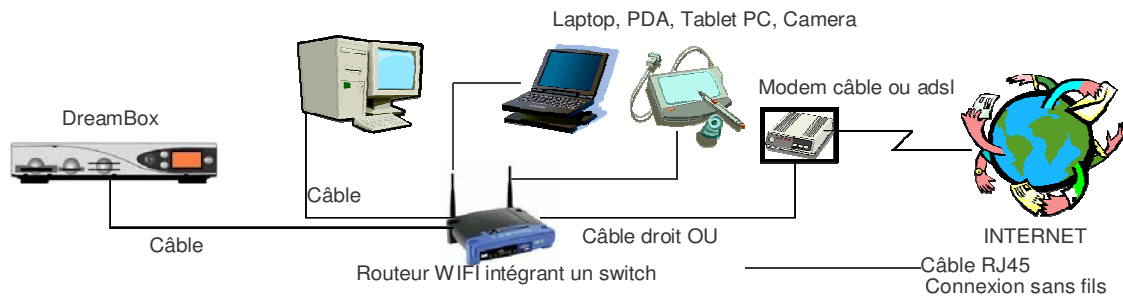 Laptop, PDA, Tablet PC, Camera
Modem câble ou adsl
DreamBox
Câble
Câble
Câble droit OU
INTERNET
Routeur WIFI intégrant un switch
Câble RJ45
Connexion sans fils